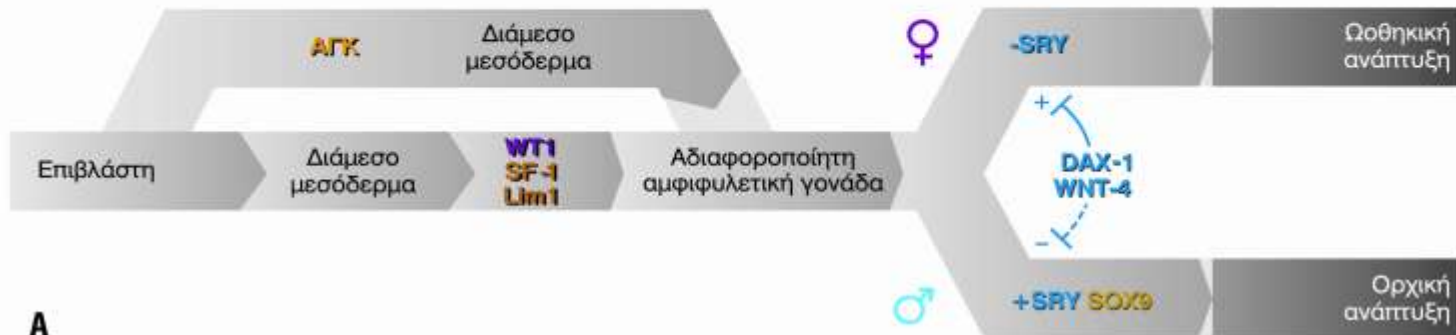 ΑΓΚ
Διάμεσο
μεσόδερμα
Επιβλάστη
Διάμεσο
μεσόδερμα
WT1
SF-1
Lim1
Αδιαφοροποίητη
αμφιφυλετική γονάδα
♀
-SRY
Ωοθηκική
ανάπτυξη
+
DAX-1
WNT-4
−
♂
+SRY SOX9
Ορχική
ανάπτυξη
A